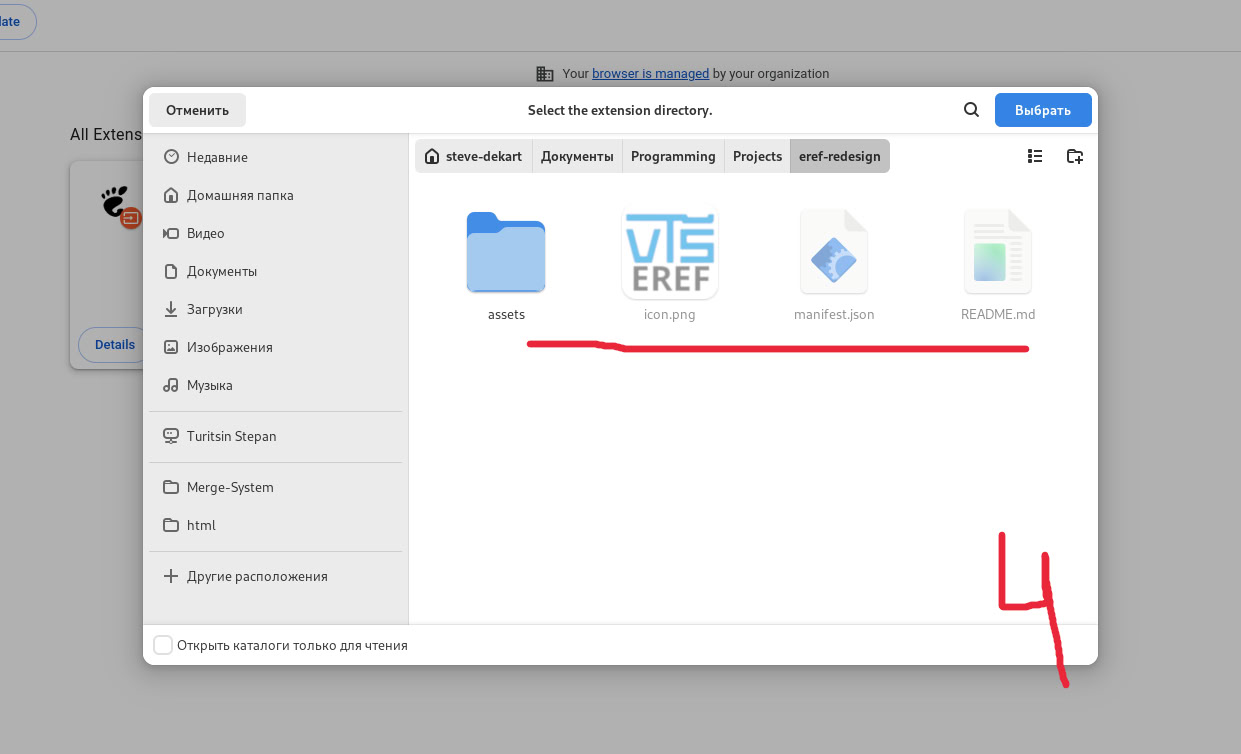 Your browser is managed by your organization
Отменить
Select the extension directory.
Выбрать
All Extens
Details
Недавние
Домашняя папка
Видео
Документы
Загрузки
Изображения
Музыка
Turitsin Stepan
Merge-System
html
Другие расположения
steve-dekart Документы Programming Projects eref-redesign
VTS
EREF
assets icon.png manifest.json README.md
4
Открыть каталоги только для чтения